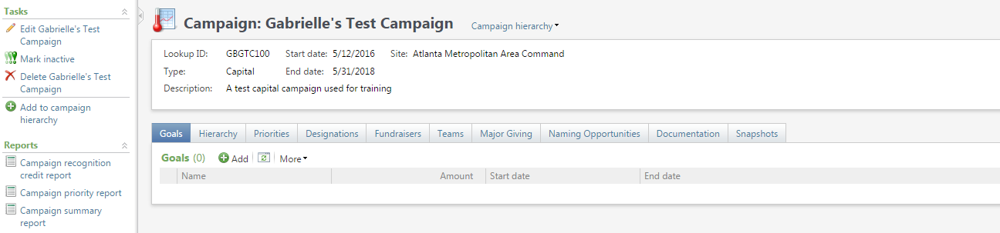 Tasks
Edit Gabrielle's Test
Campaign
Mark inactive
Delete Gabrielle's Test
Campaign
Add to campaign
hierarchy
Reports
Campaign recognition
credit report
Campaign priority report
Campaign summary
report
Campaign: Gabrielle's Test Campaign Campaign hierarchy
Lookup ID: GBGTC100 Start date: 5/12/2016 Site: Atlanta Metropolitan Area Command
Type: Capital End date: 5/31/2018
Description: A test capital campaign used for training
Goals Hierarchy Priorities Designations Fundraisers Teams Major Giving Naming Opportunities Documentation Snapshots
Goals (0) Add More
Name Amount Start date End date